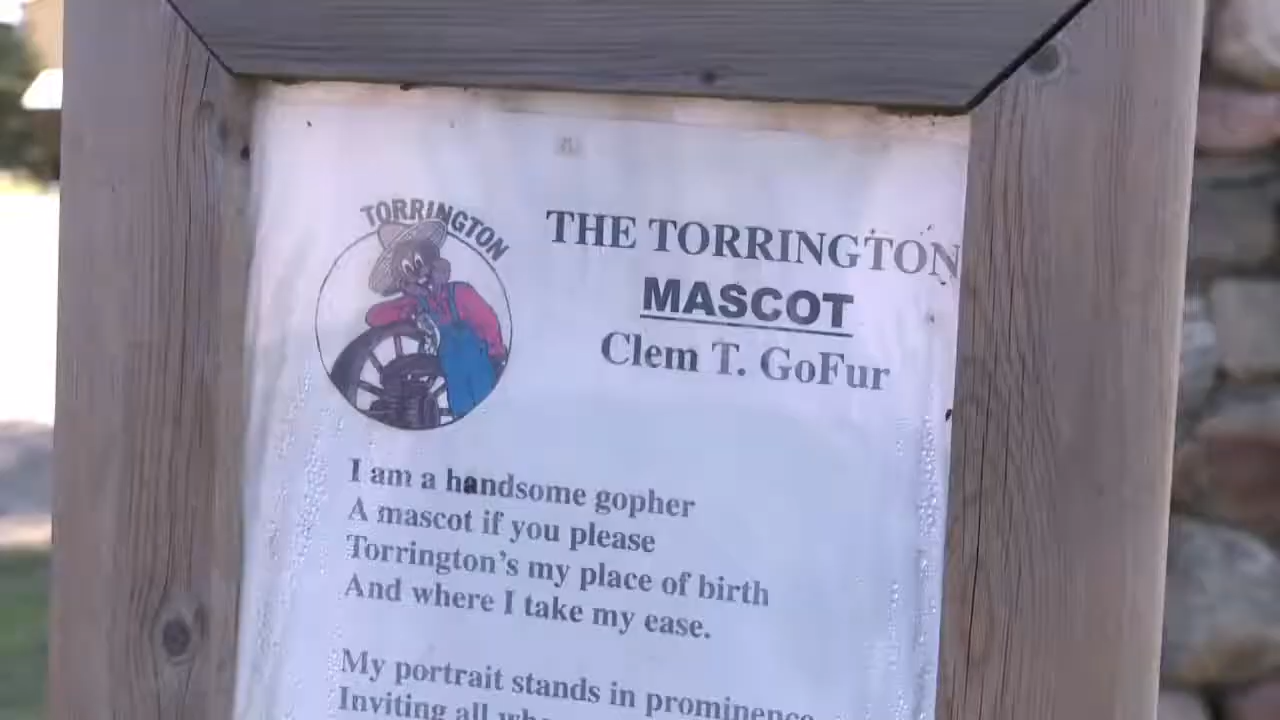 TORRINGTON
THE TORRINGTON
MASCOT
Clem T. GoFur
I am a handsome gopher
A mascot if you please
Torrington's my place of birth
And where I take my ease.
My portrait stands in prominence
Inviting all